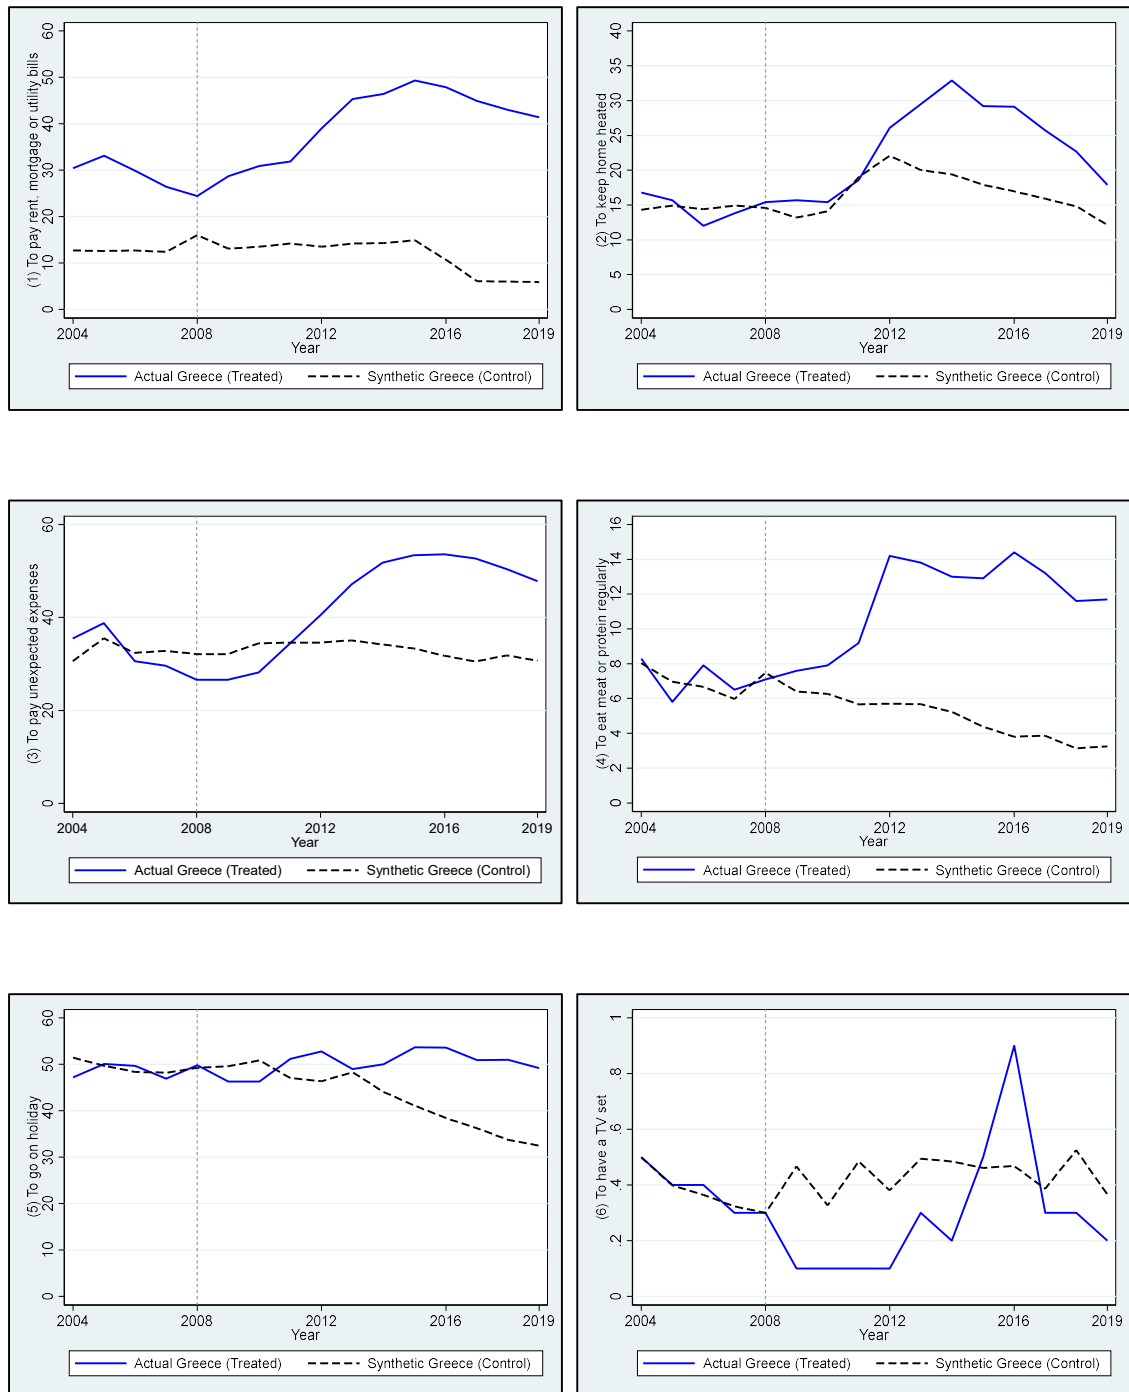 (1) To pay rent, mortgage or utility bills
60
50
40
30
20
10
0
2004 2008 2012 2016 2019
Year
Actual Greece (Treated) Synthetic Greece (Control)
(2) To keep home heated
40
35
30
25
20
15
10
5
0
2004 2008 2012 2016 2019
Year
Actual Greece (Treated) Synthetic Greece (Control)
(3) To pay unexpected expenses
60
40
20
0
2004 2008 2012 2016 2019
Year
Actual Greece (Treated) Synthetic Greece (Control)
(4) To eat meat or protein regularly
16
14
12
10
8
6
4
2
0
2004 2008 2012 2016 2019
Year
Actual Greece (Treated) Synthetic Greece (Control)
(5) To go on holiday
60
50
40
30
20
10
0
2004 2008 2012 2016 2019
Year
Actual Greece (Treated) Synthetic Greece (Control)
(6) To have a TV set
1
.8
.6
.4
.2
0
2004 2008 2012 2016 2019
Year
Actual Greece (Treated) Synthetic Greece (Control)